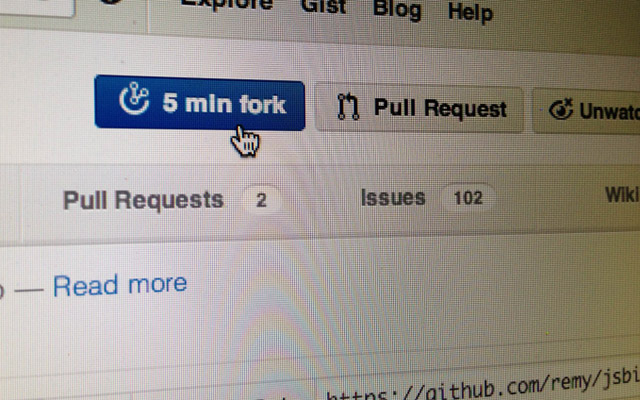 Explore Gist Blog Help
5 min fork Pull Request Unwatc
Pull Requests 2 Issues 102 Wiki
— Read more
https://github.com/remy/jsbi